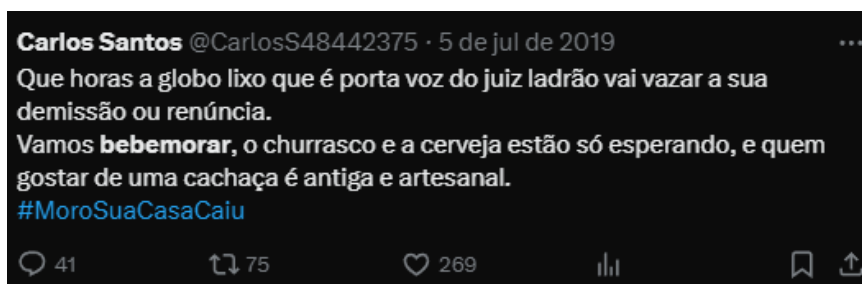 Carlos Santos @CarlosS48442375 · 5 de jul de 2019
Que horas a globo lixo que é porta voz do juiz ladrão vai vazar a sua
demissão ou renúncia.
Vamos bebemorar, o churrasco e a cerveja estão só esperando, e quem
gostar de uma cachaça é antiga e artesanal.
#MoroSuaCasaCaiu
41 75 269